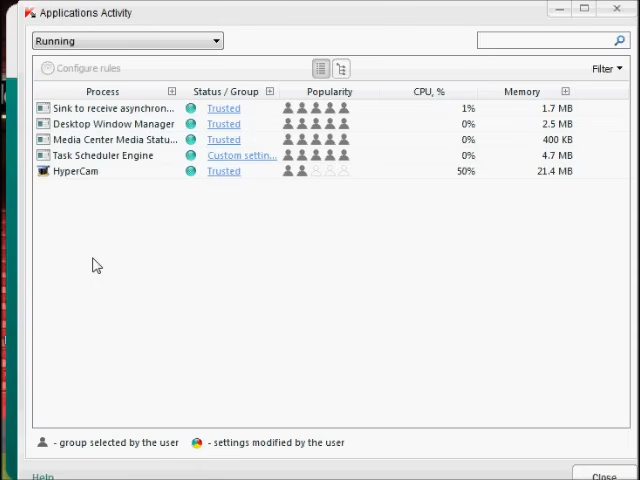 Applications Activity
Running
Configure rules
Filter
Process Status / Group Popularity CPU, % Memory
Sink to receive asynchron... Trusted 1% 1.7 MB
Desktop Window Manager Trusted 0% 2.5 MB
Media Center Media Statu... Trusted 0% 400 KB
Task Scheduler Engine Custom settin... 0% 4.7 MB
HyperCam Trusted 50% 21.4 MB
- group selected by the user - settings modified by the user
Help Close